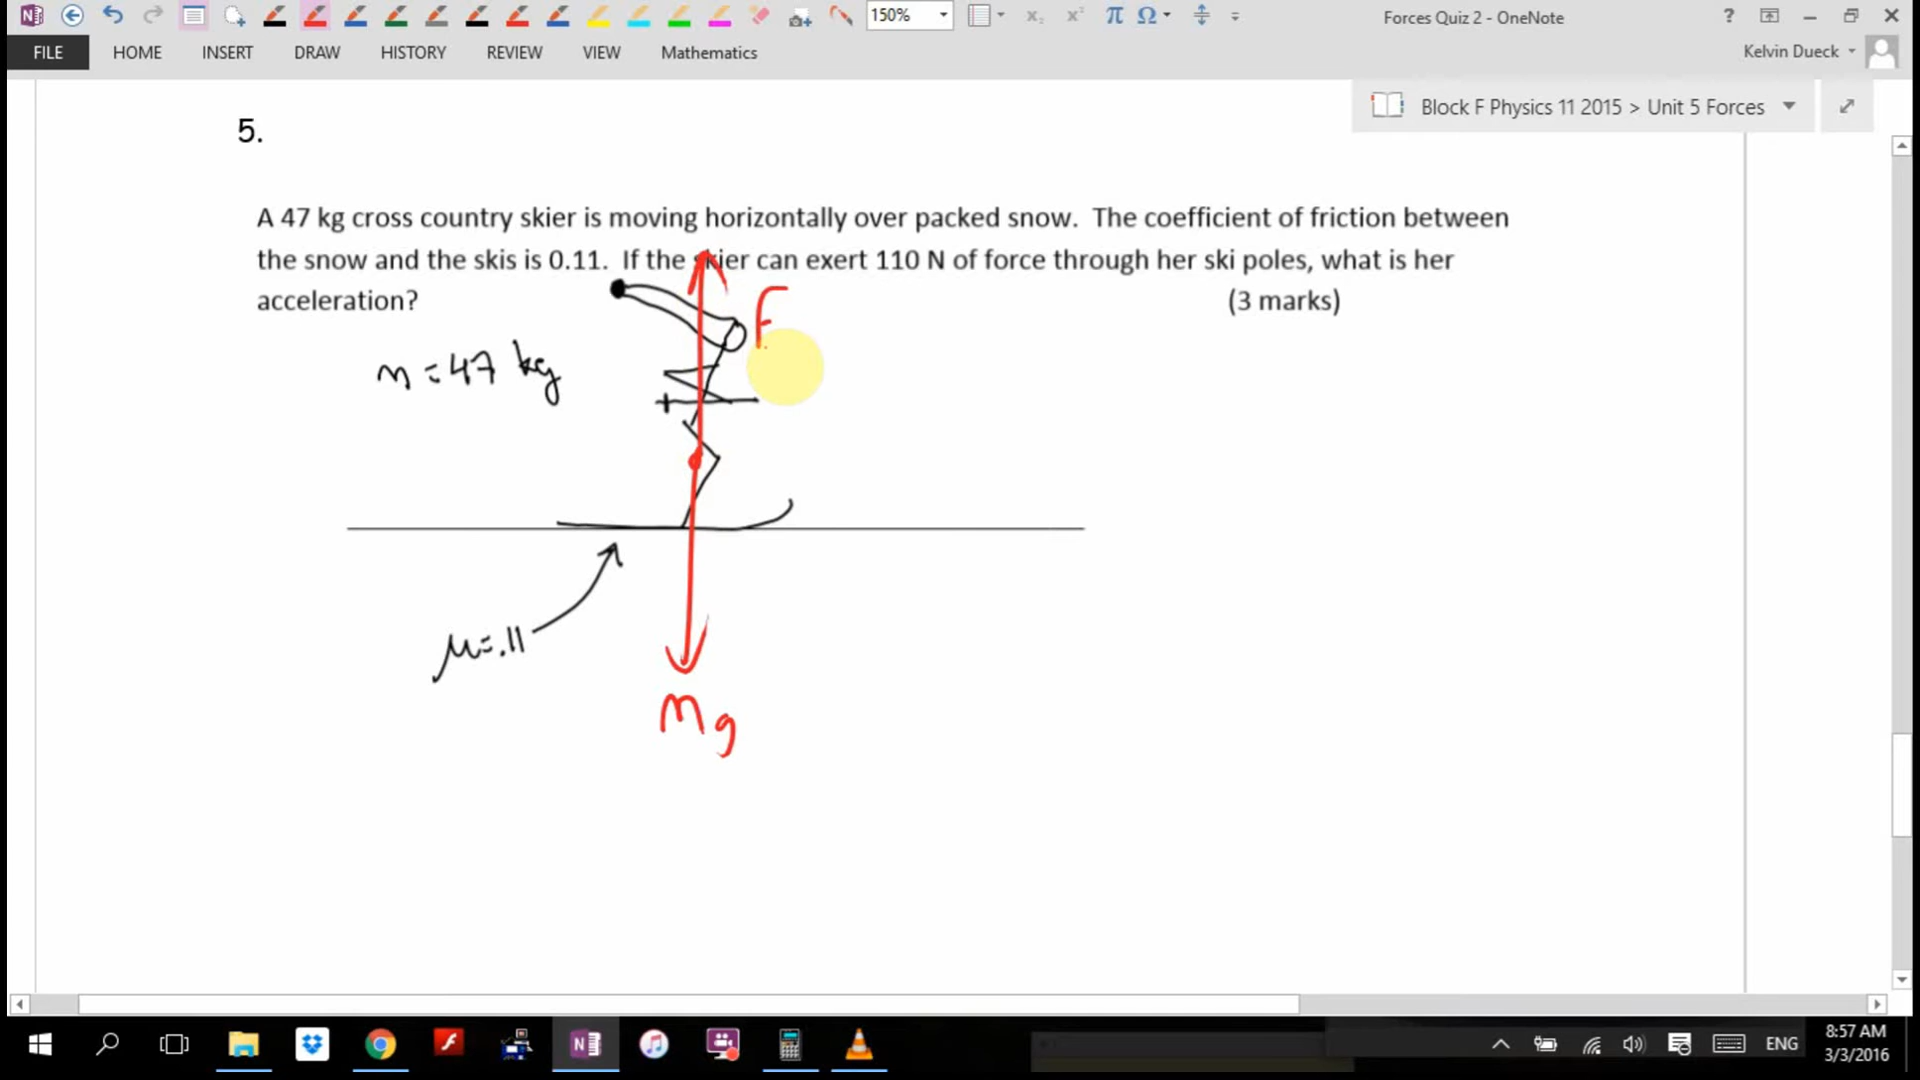 150%
Forces Quiz 2 - OneNote
?
FILE
HOME
INSERT
DRAW
HISTORY
REVIEW
VIEW
Mathematics
Kelvin Dueck
Block F Physics 11 2015 > Unit 5 Forces
5.
A 47 kg cross country skier is moving horizontally over packed snow. The coefficient of friction between
the snow and the skis is 0.11. If the skier can exert 110 N of force through her ski poles, what is her
acceleration? (3 marks)
F
m = 47 kg
μ = .11
mg
ENG
8:57 AM
3/3/2016